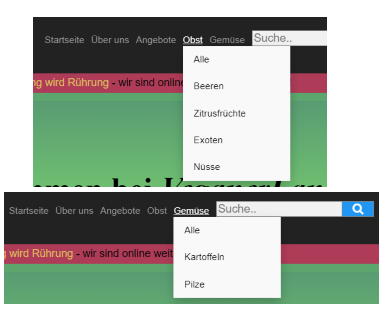 Startseite Über uns Angebote Obst Gemüse Suche..
Alle
ng wird Rührung - wir sind online
Beeren
Zitrusfrüchte
Exoten
Nüsse
Startseite Über uns Angebote Obst Gemüse Suche..
Alle
wird Rührung - wir sind online weit
Kartoffeln
Pilze